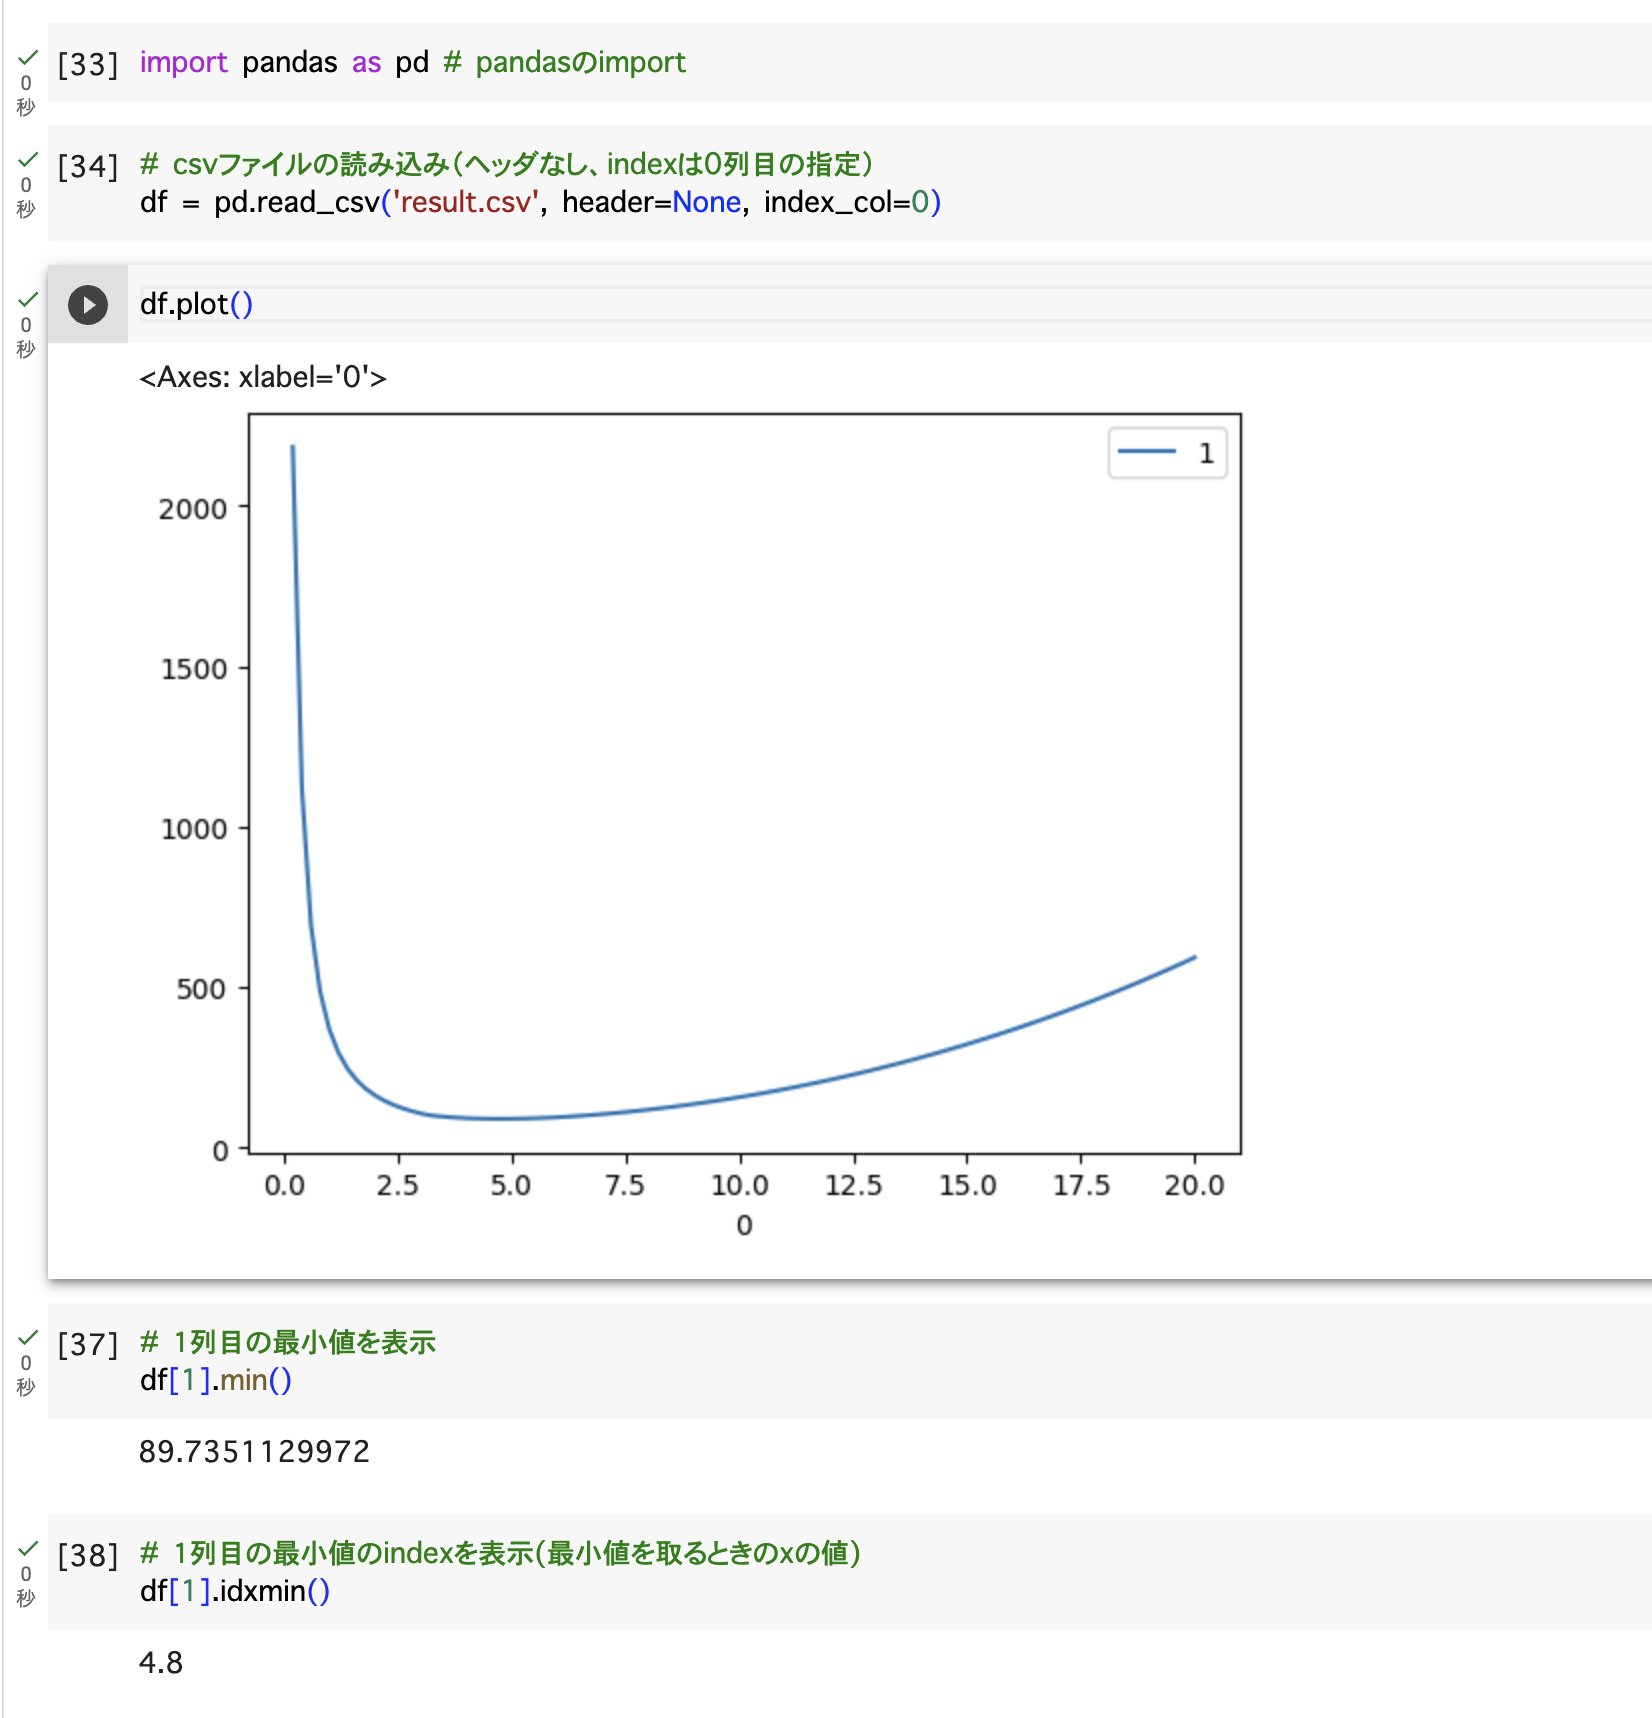 [33] import pandas as pd # pandasのimport
0
秒
[34] # csvファイルの読み込み（ヘッダなし、indexは0列目の指定）
df = pd.read_csv('result.csv', header=None, index_col=0)
0
秒
df.plot()
0
秒
<Axes: xlabel='0'>
1
2000
1500
1000
500
0
0.0 2.5 5.0 7.5 10.0 12.5 15.0 17.5 20.0
0
[37] # 1列目の最小値を表示
df[1].min()
0
秒
89.7351129972
[38] # 1列目の最小値のindexを表示（最小値を取るときのxの値）
df[1].idxmin()
0
秒
4.8